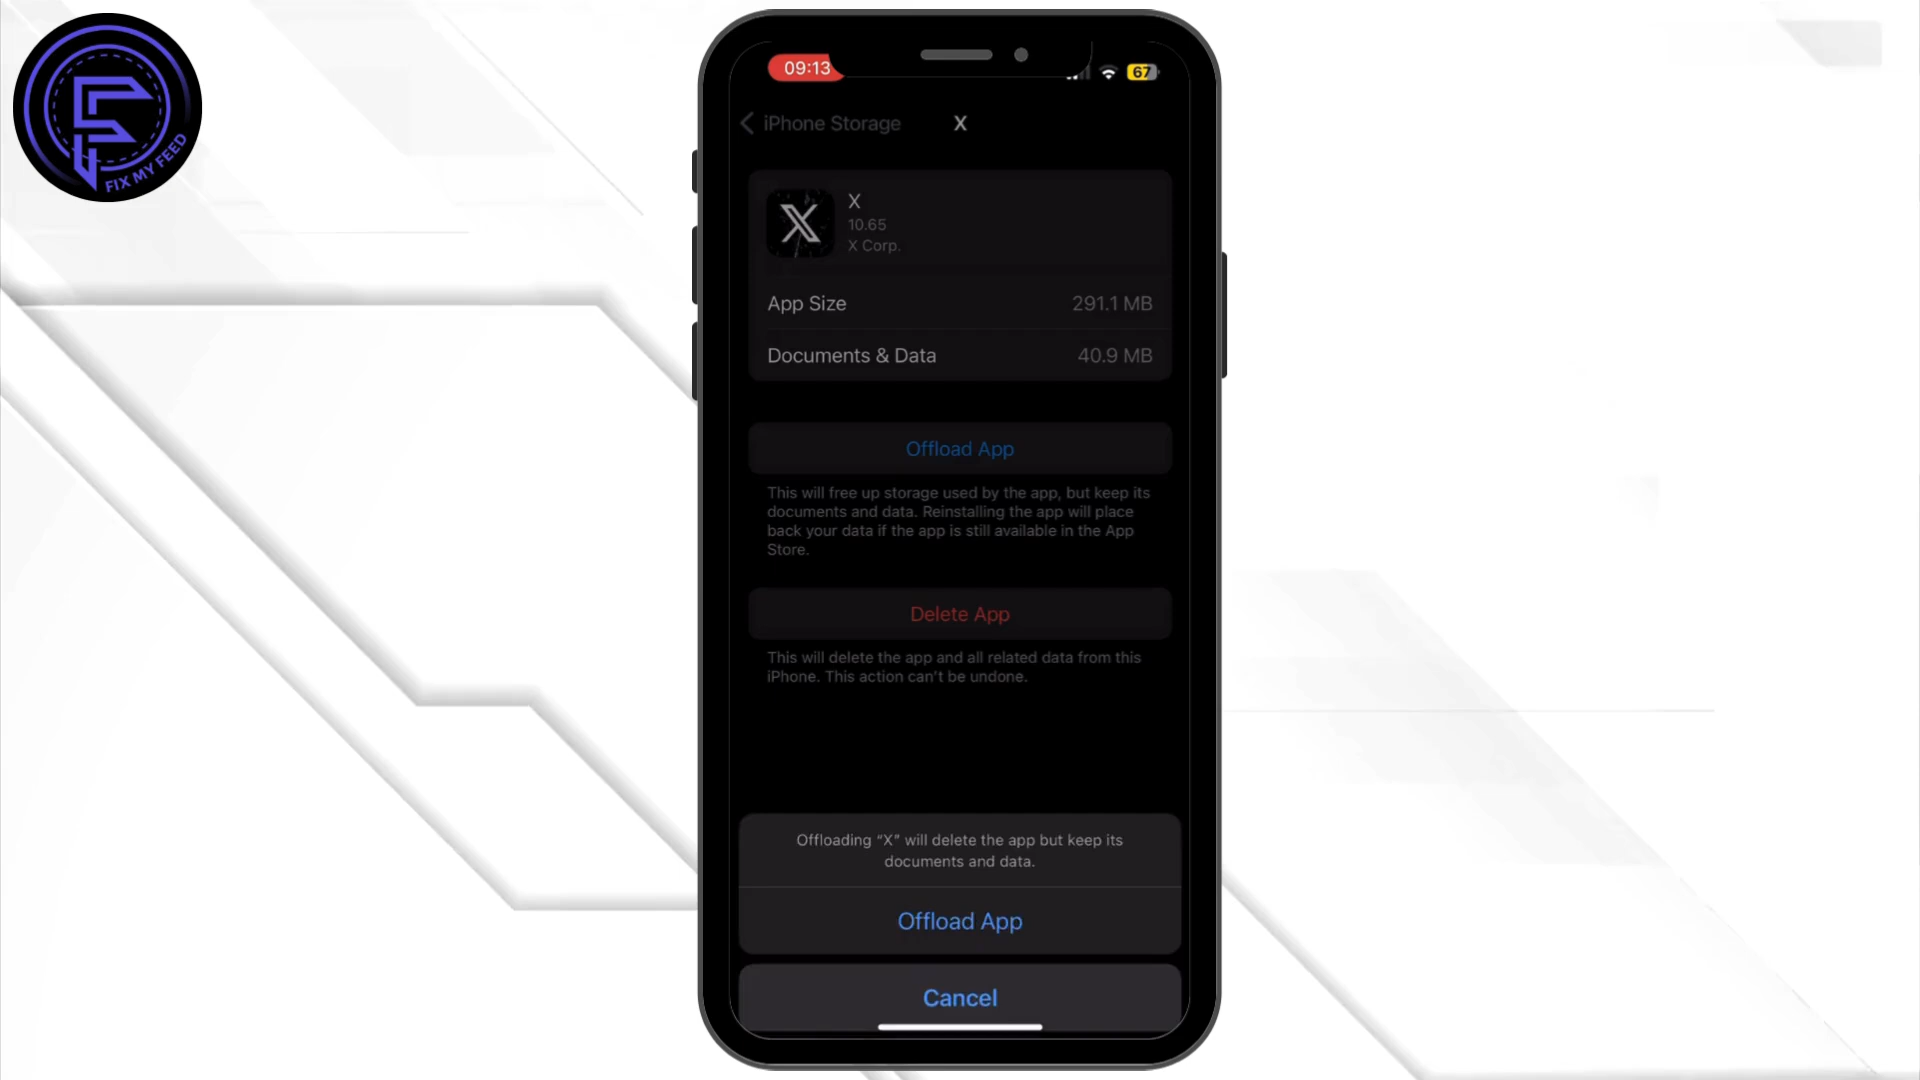 FIX MY FEED
09:13
67
iPhone Storage
X
X
10.65
X Corp.
App Size
291.1 MB
Documents & Data
40.9 MB
Offload App
This will free up storage used by the app, but keep its
documents and data. Reinstalling the app will place
back your data if the app is still available in the App
Store.
Delete App
This will delete the app and all related data from this
iPhone. This action can't be undone.
Offloading “X” will delete the app but keep its
documents and data.
Offload App
Cancel